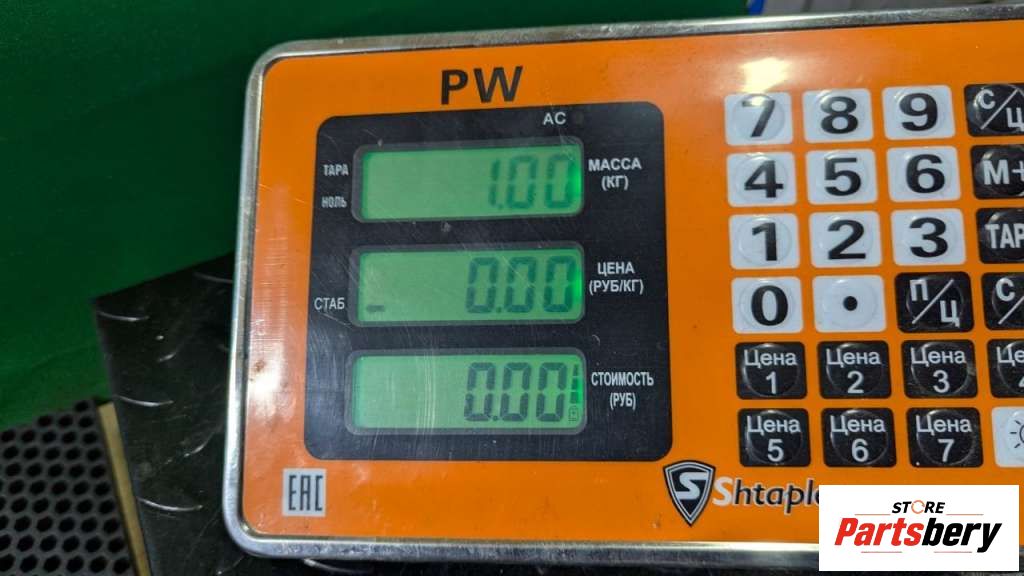 PW
AC
ТАРА
НОЛЬ
1.00
МАССА
(КГ)
СТАБ
0.00
ЦЕНА
(РУБ/КГ)
0.00
СТОИМОСТЬ
(РУБ)
7 8 9 С/Ц
4 5 6 М+
1 2 3 ТАР
0 . П/Ц С/
Цена 1
Цена 2
Цена 3
Цена 5
Цена 6
Цена 7
EAC
S Shtaple
STORE
Partsbery